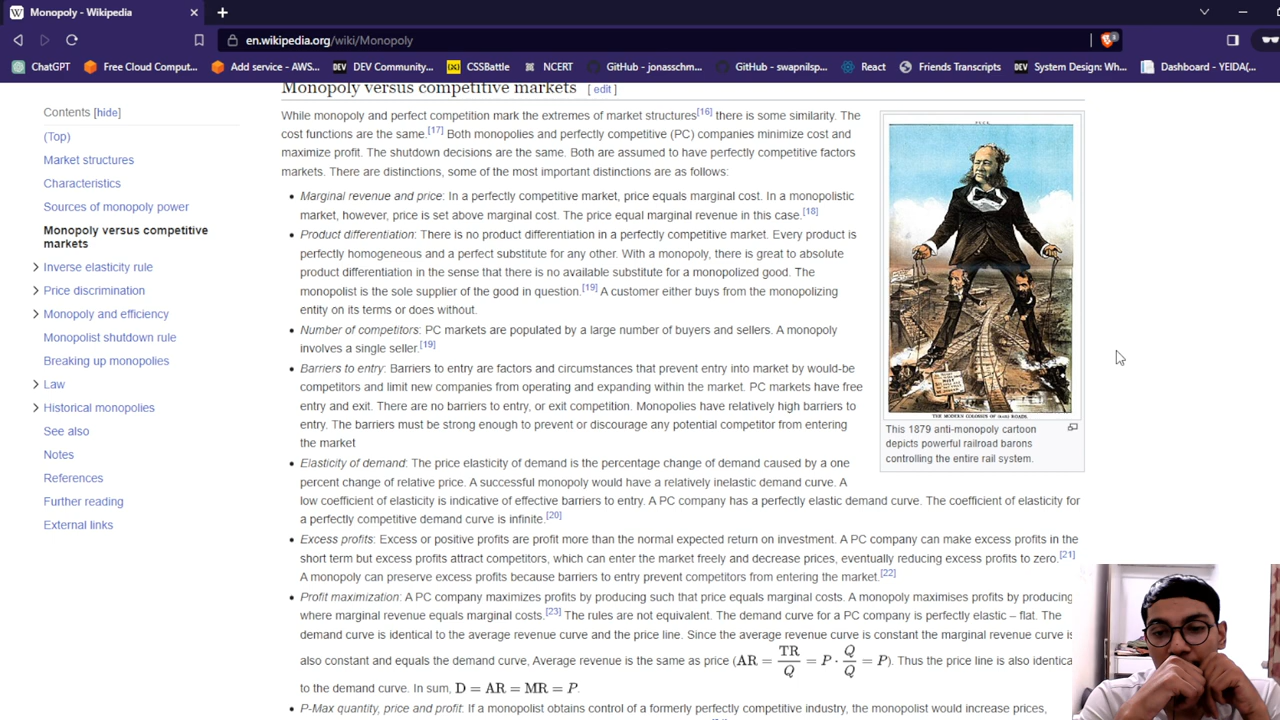 Monopoly - Wikipedia
en.wikipedia.org/wiki/Monopoly
ChatGPT Free Cloud Comput... Add service - AWS... DEV Community... CSSBattle NCERT GitHub - jonasschm... GitHub - swapnilsp... React Friends Transcripts System Design: Wh... Dashboard - YEIDA(...
Contents [hide]
(Top)
Market structures
Characteristics
Sources of monopoly power
Monopoly versus competitive
markets
Inverse elasticity rule
Price discrimination
Monopoly and efficiency
Monopolist shutdown rule
Breaking up monopolies
Law
Historical monopolies
See also
Notes
References
Further reading
External links
Monopoly versus competitive markets [ edit ]
While monopoly and perfect competition mark the extremes of market structures[16] there is some similarity. The
cost functions are the same.[17] Both monopolies and perfectly competitive (PC) companies minimize cost and
maximize profit. The shutdown decisions are the same. Both are assumed to have perfectly competitive factors
markets. There are distinctions, some of the most important distinctions are as follows:
• Marginal revenue and price: In a perfectly competitive market, price equals marginal cost. In a monopolistic
market, however, price is set above marginal cost. The price equal marginal revenue in this case.[18]
• Product differentiation: There is no product differentiation in a perfectly competitive market. Every product is
perfectly homogeneous and a perfect substitute for any other. With a monopoly, there is great to absolute
product differentiation in the sense that there is no available substitute for a monopolized good. The
monopolist is the sole supplier of the good in question.[19] A customer either buys from the monopolizing
entity on its terms or does without.
• Number of competitors: PC markets are populated by a large number of buyers and sellers. A monopoly
involves a single seller.[19]
• Barriers to entry: Barriers to entry are factors and circumstances that prevent entry into market by would-be
competitors and limit new companies from operating and expanding within the market. PC markets have free
entry and exit. There are no barriers to entry, or exit competition. Monopolies have relatively high barriers to
entry. The barriers must be strong enough to prevent or discourage any potential competitor from entering
the market
• Elasticity of demand: The price elasticity of demand is the percentage change of demand caused by a one
percent change of relative price. A successful monopoly would have a relatively inelastic demand curve. A
low coefficient of elasticity is indicative of effective barriers to entry. A PC company has a perfectly elastic demand curve. The coefficient of elasticity for
a perfectly competitive demand curve is infinite.[20]
• Excess profits: Excess or positive profits are profit more than the normal expected return on investment. A PC company can make excess profits in the
short term but excess profits attract competitors, which can enter the market freely and decrease prices, eventually reducing excess profits to zero.[21]
A monopoly can preserve excess profits because barriers to entry prevent competitors from entering the market.[22]
• Profit maximization: A PC company maximizes profits by producing such that price equals marginal costs. A monopoly maximises profits by producing
where marginal revenue equals marginal costs.[23] The rules are not equivalent. The demand curve for a PC company is perfectly elastic – flat. The
demand curve is identical to the average revenue curve and the price line. Since the average revenue curve is constant the marginal revenue curve is
also constant and equals the demand curve, Average revenue is the same as price (AR = TR/Q = P · Q/Q = P). Thus the price line is also identica
to the demand curve. In sum, D = AR = MR = P.
• P-Max quantity, price and profit: If a monopolist obtains control of a formerly perfectly competitive industry, the monopolist would increase prices,
THE MODERN COLOSSUS OF (RAIL) ROADS.
This 1879 anti-monopoly cartoon
depicts powerful railroad barons
controlling the entire rail system.